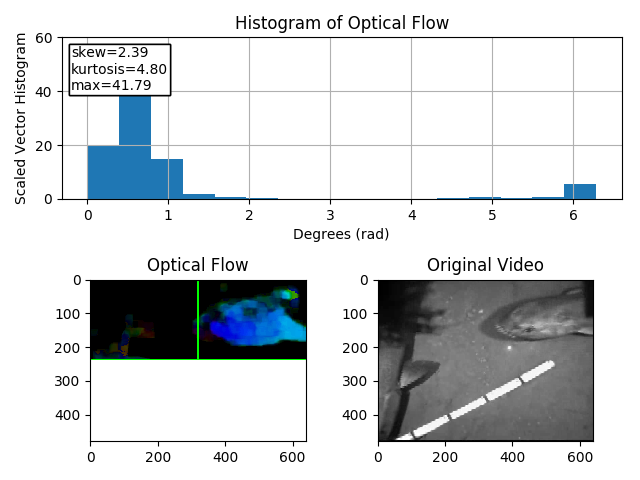 Histogram of Optical Flow
Scaled Vector Histogram
60
40
20
0
skew=2.39
kurtosis=4.80
max=41.79
0 1 2 3 4 5 6
Degrees (rad)
Optical Flow
0
100
200
300
400
0 200 400 600
Original Video
0
100
200
300
400
0 200 400 600